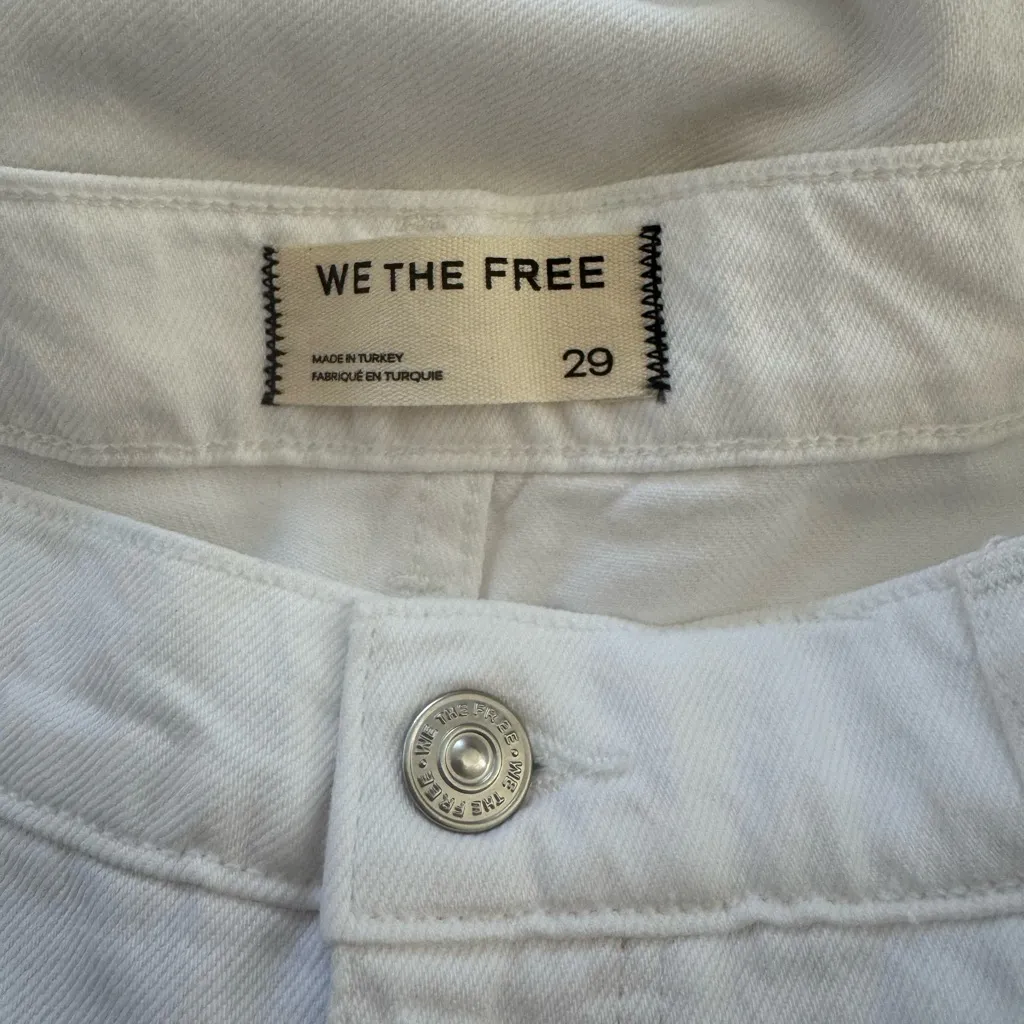 WE THE FREE
MADE IN TURKEY
FABRIQUÉ EN TURQUIE
29
WE THE FREE • WE THE FREE •